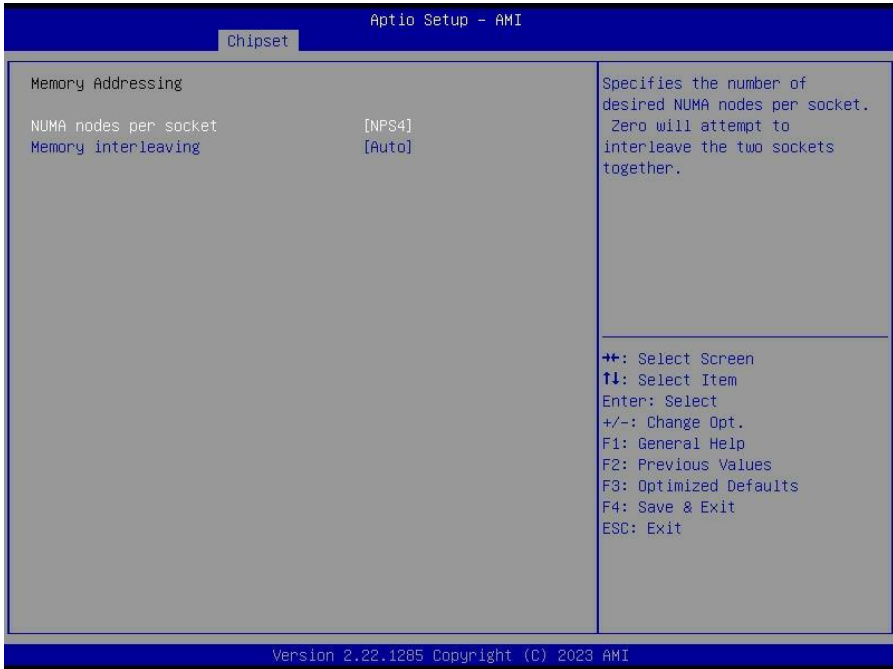 Aptio Setup – AMI
Chipset
Memory Addressing
NUMA nodes per socket [NPS4]
Memory interleaving [Auto]
Specifies the number of
desired NUMA nodes per socket.
Zero will attempt to
interleave the two sockets
together.
→←: Select Screen
↑↓: Select Item
Enter: Select
+/-: Change Opt.
F1: General Help
F2: Previous Values
F3: Optimized Defaults
F4: Save & Exit
ESC: Exit
Version 2.22.1285 Copyright (C) 2023 AMI